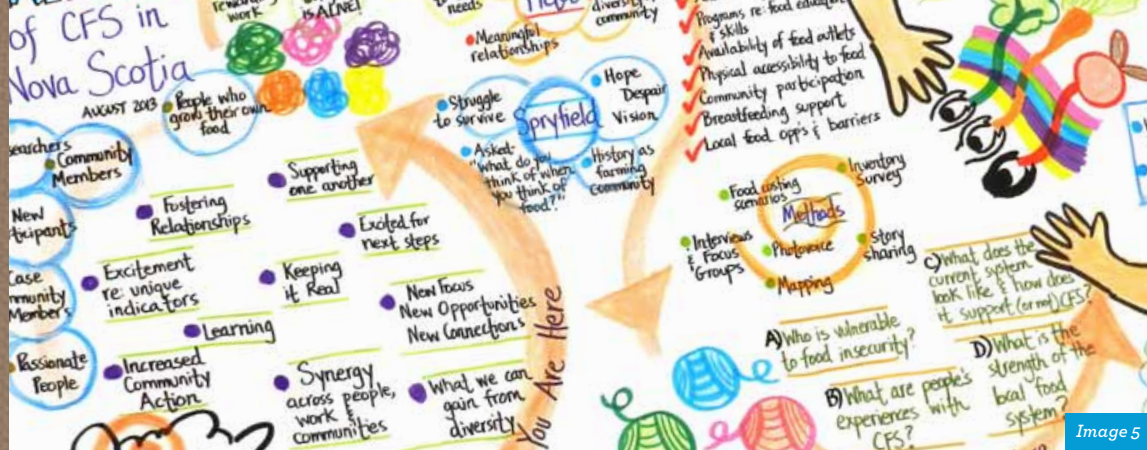 of CFS in
Nova Scotia
AUGUST 2013
work
is ALIVE!
People who
grow their own
food
Community
Members
New
Passionate
People
Fostering
Relationships
Supporting
one another
Excited for
next steps
Excitement
re: unique
indicators
Keeping
it Real
New Focus
New Opportunities
New Connections
Learning
Increased
Community
Action
Synergy
across people,
work &
communities
What we can
gain from
diversity
You Are Here
needs
Meaningful
relationships
community
Struggle
to survive
Spryfield
Hope
Despair
Vision
Asked-
"what do you
think of when
you think of
food?"
History as
farming
community
Programs re: food education
& skills
Availability of food outlets
Physical accessibility to food
Community participation
Breastfeeding support
Local food opp's & barriers
Methods
Food costing
scenarios
Inventory
Survey
Interviews
& Focus
Groups
Photovoice
Story
sharing
Mapping
A) Who is vulnerable
to food insecurity?
B) What are people's
experiences with
CFS?
C) What does the
current system
look like & how does
it support (or not) CFS?
D) What is the
strength of the
local food
system?
Image 5